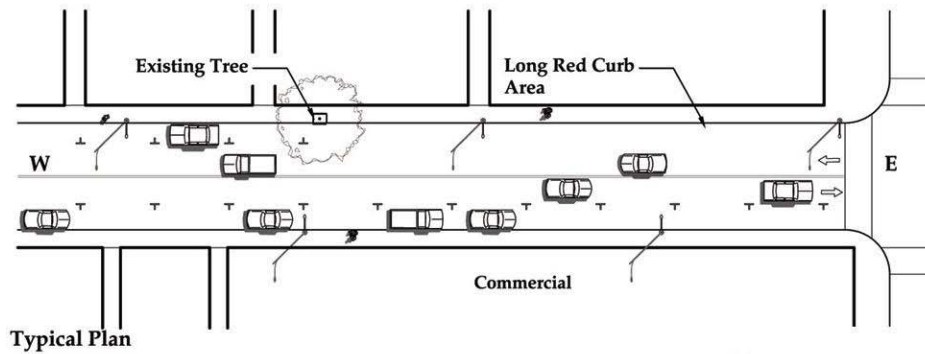 Existing Tree
Long Red Curb
Area
W
E
Commercial
Typical Plan